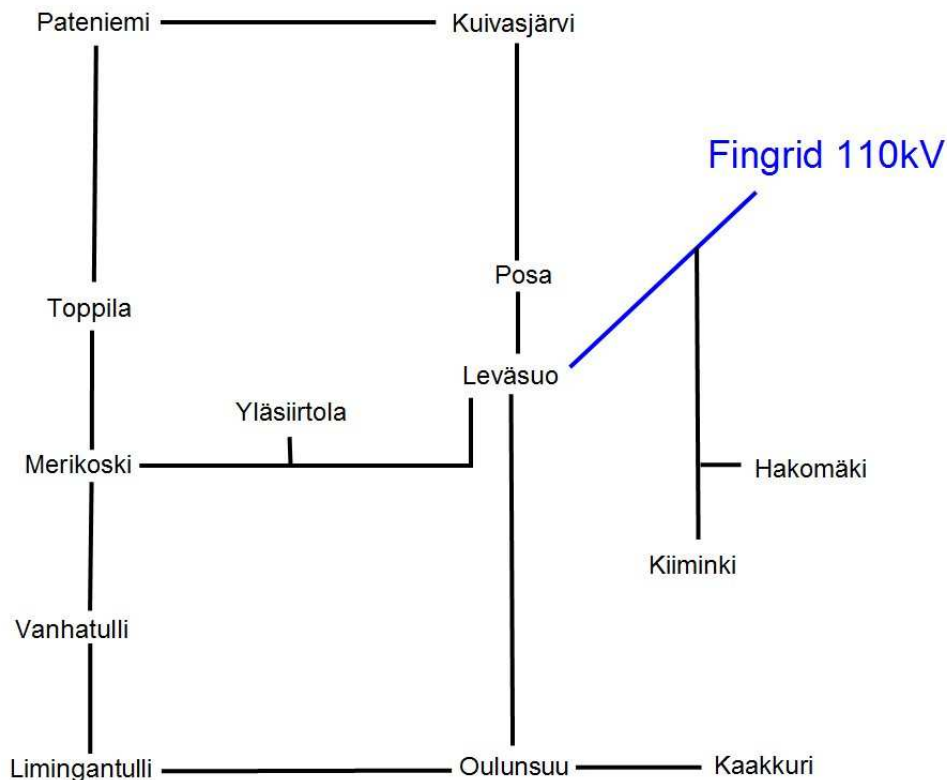 Pateniemi
Kuivasjärvi
Fingrid 110kV
Posa
Toppila
Leväsuo
Yläsiirtola
Merikoski
Hakomäki
Kiiminki
Vanhatulli
Limingantulli
Oulunsuu
Kaakkuri